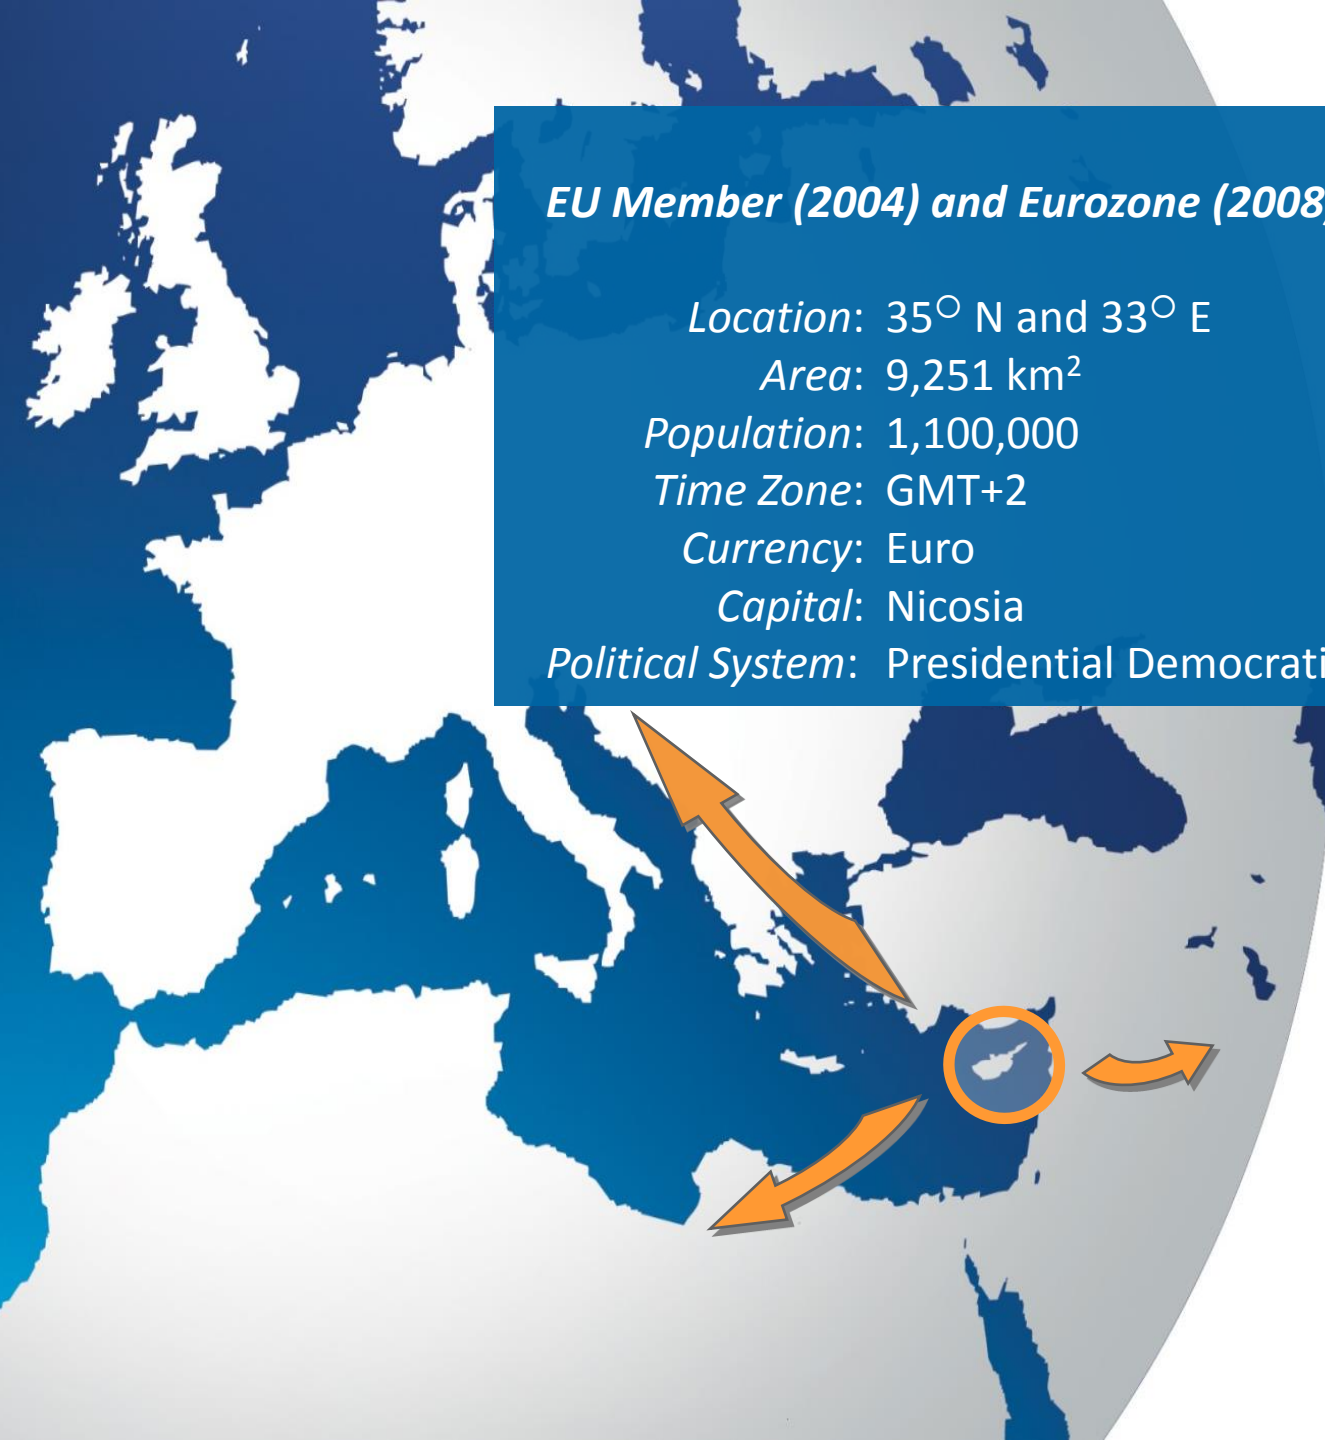 EU Member (2004) and Eurozone (2008)
Location: 35○ N and 33○ E
Area: 9,251 km²
Population: 1,100,000
Time Zone: GMT+2
Currency: Euro
Capital: Nicosia
Political System: Presidential Democrati